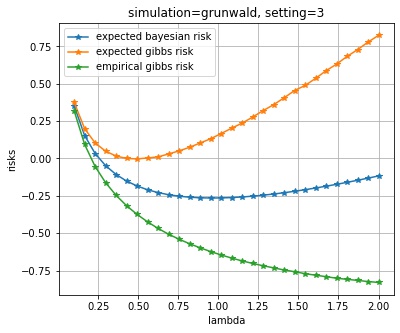 simulation=grunwald, setting=3
expected bayesian risk
expected gibbs risk
empirical gibbs risk
risks
0.75
0.50
0.25
0.00
−0.25
−0.50
−0.75
0.25 0.50 0.75 1.00 1.25 1.50 1.75 2.00
lambda